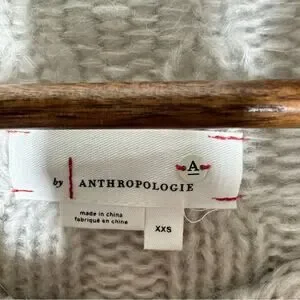 A
by ANTHROPOLOGIE
made in china
fabriqué en chine
XXS